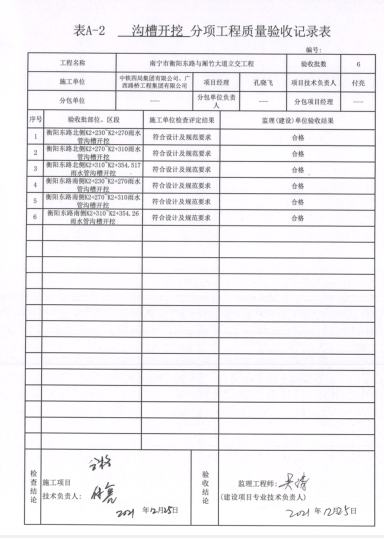 表A-2 沟槽开挖 分项工程质量验收记录表
编号:
工程名称 南宁市衡阳东路与厢竹大道立交工程 验收批数 6
施工单位 中铁四局集团有限公司、广西路桥工程集团有限公司 项目经理 孔晓飞 项目技术负责人 付亮
分包单位 —— 分包单位负责人 —— 分包项目经理 ——
序号 验收批部位、区段 施工单位检查评定结果 监理(建设)单位验收结果
1 衡阳东路北侧K2+230~K2+270雨水管沟槽开挖 符合设计及规范要求 合格
2 衡阳东路北侧K2+270~K2+310雨水管沟槽开挖 符合设计及规范要求 合格
3 衡阳东路北侧K2+310~K2+354.517雨水管沟槽开挖 符合设计及规范要求 合格
4 衡阳东路南侧K2+230~K2+270雨水管沟槽开挖 符合设计及规范要求 合格
5 衡阳东路南侧K2+270~K2+310雨水管沟槽开挖 符合设计及规范要求 合格
6 衡阳东路南侧K2+310~K2+354.26雨水管沟槽开挖 符合设计及规范要求 合格
检查结论
合格
施工项目
技术负责人:
2021 年12月25日
验收结论
监理工程师:
(建设项目专业技术负责人)
2021 年12月25日